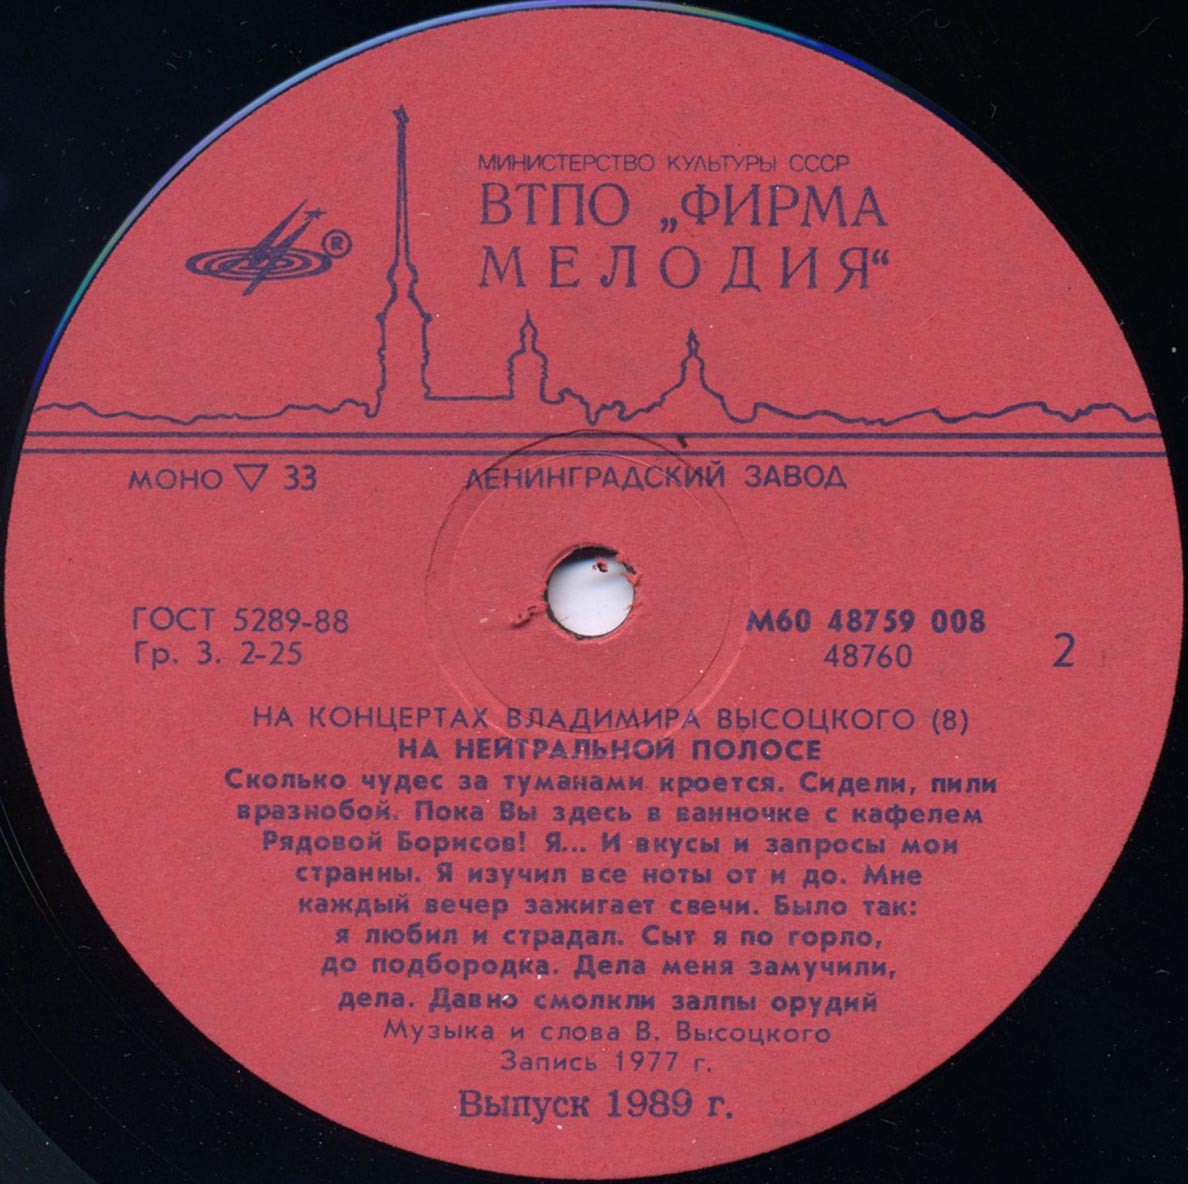 МИНИСТЕРСТВО КУЛЬТУРЫ СССР
ВТПО „ФИРМА
МЕЛОДИЯ“
®
МОНО ▽ 33
ЛЕНИНГРАДСКИЙ ЗАВОД
ГОСТ 5289-88
Гр. 3. 2-25
М60 48759 008
48760
2
НА КОНЦЕРТАХ ВЛАДИМИРА ВЫСОЦКОГО (8)
НА НЕЙТРАЛЬНОЙ ПОЛОСЕ
Сколько чудес за туманами кроется. Сидели, пили
вразнобой. Пока Вы здесь в ванночке с кафелем
Рядовой Борисов! Я... И вкусы и запросы мои
странны. Я изучил все ноты от и до. Мне
каждый вечер зажигает свечи. Было так:
я любил и страдал. Сыт я по горло,
до подбородка. Дела меня замучили,
дела. Давно смолкли залпы орудий
Музыка и слова В. Высоцкого
Запись 1977 г.
Выпуск 1989 г.